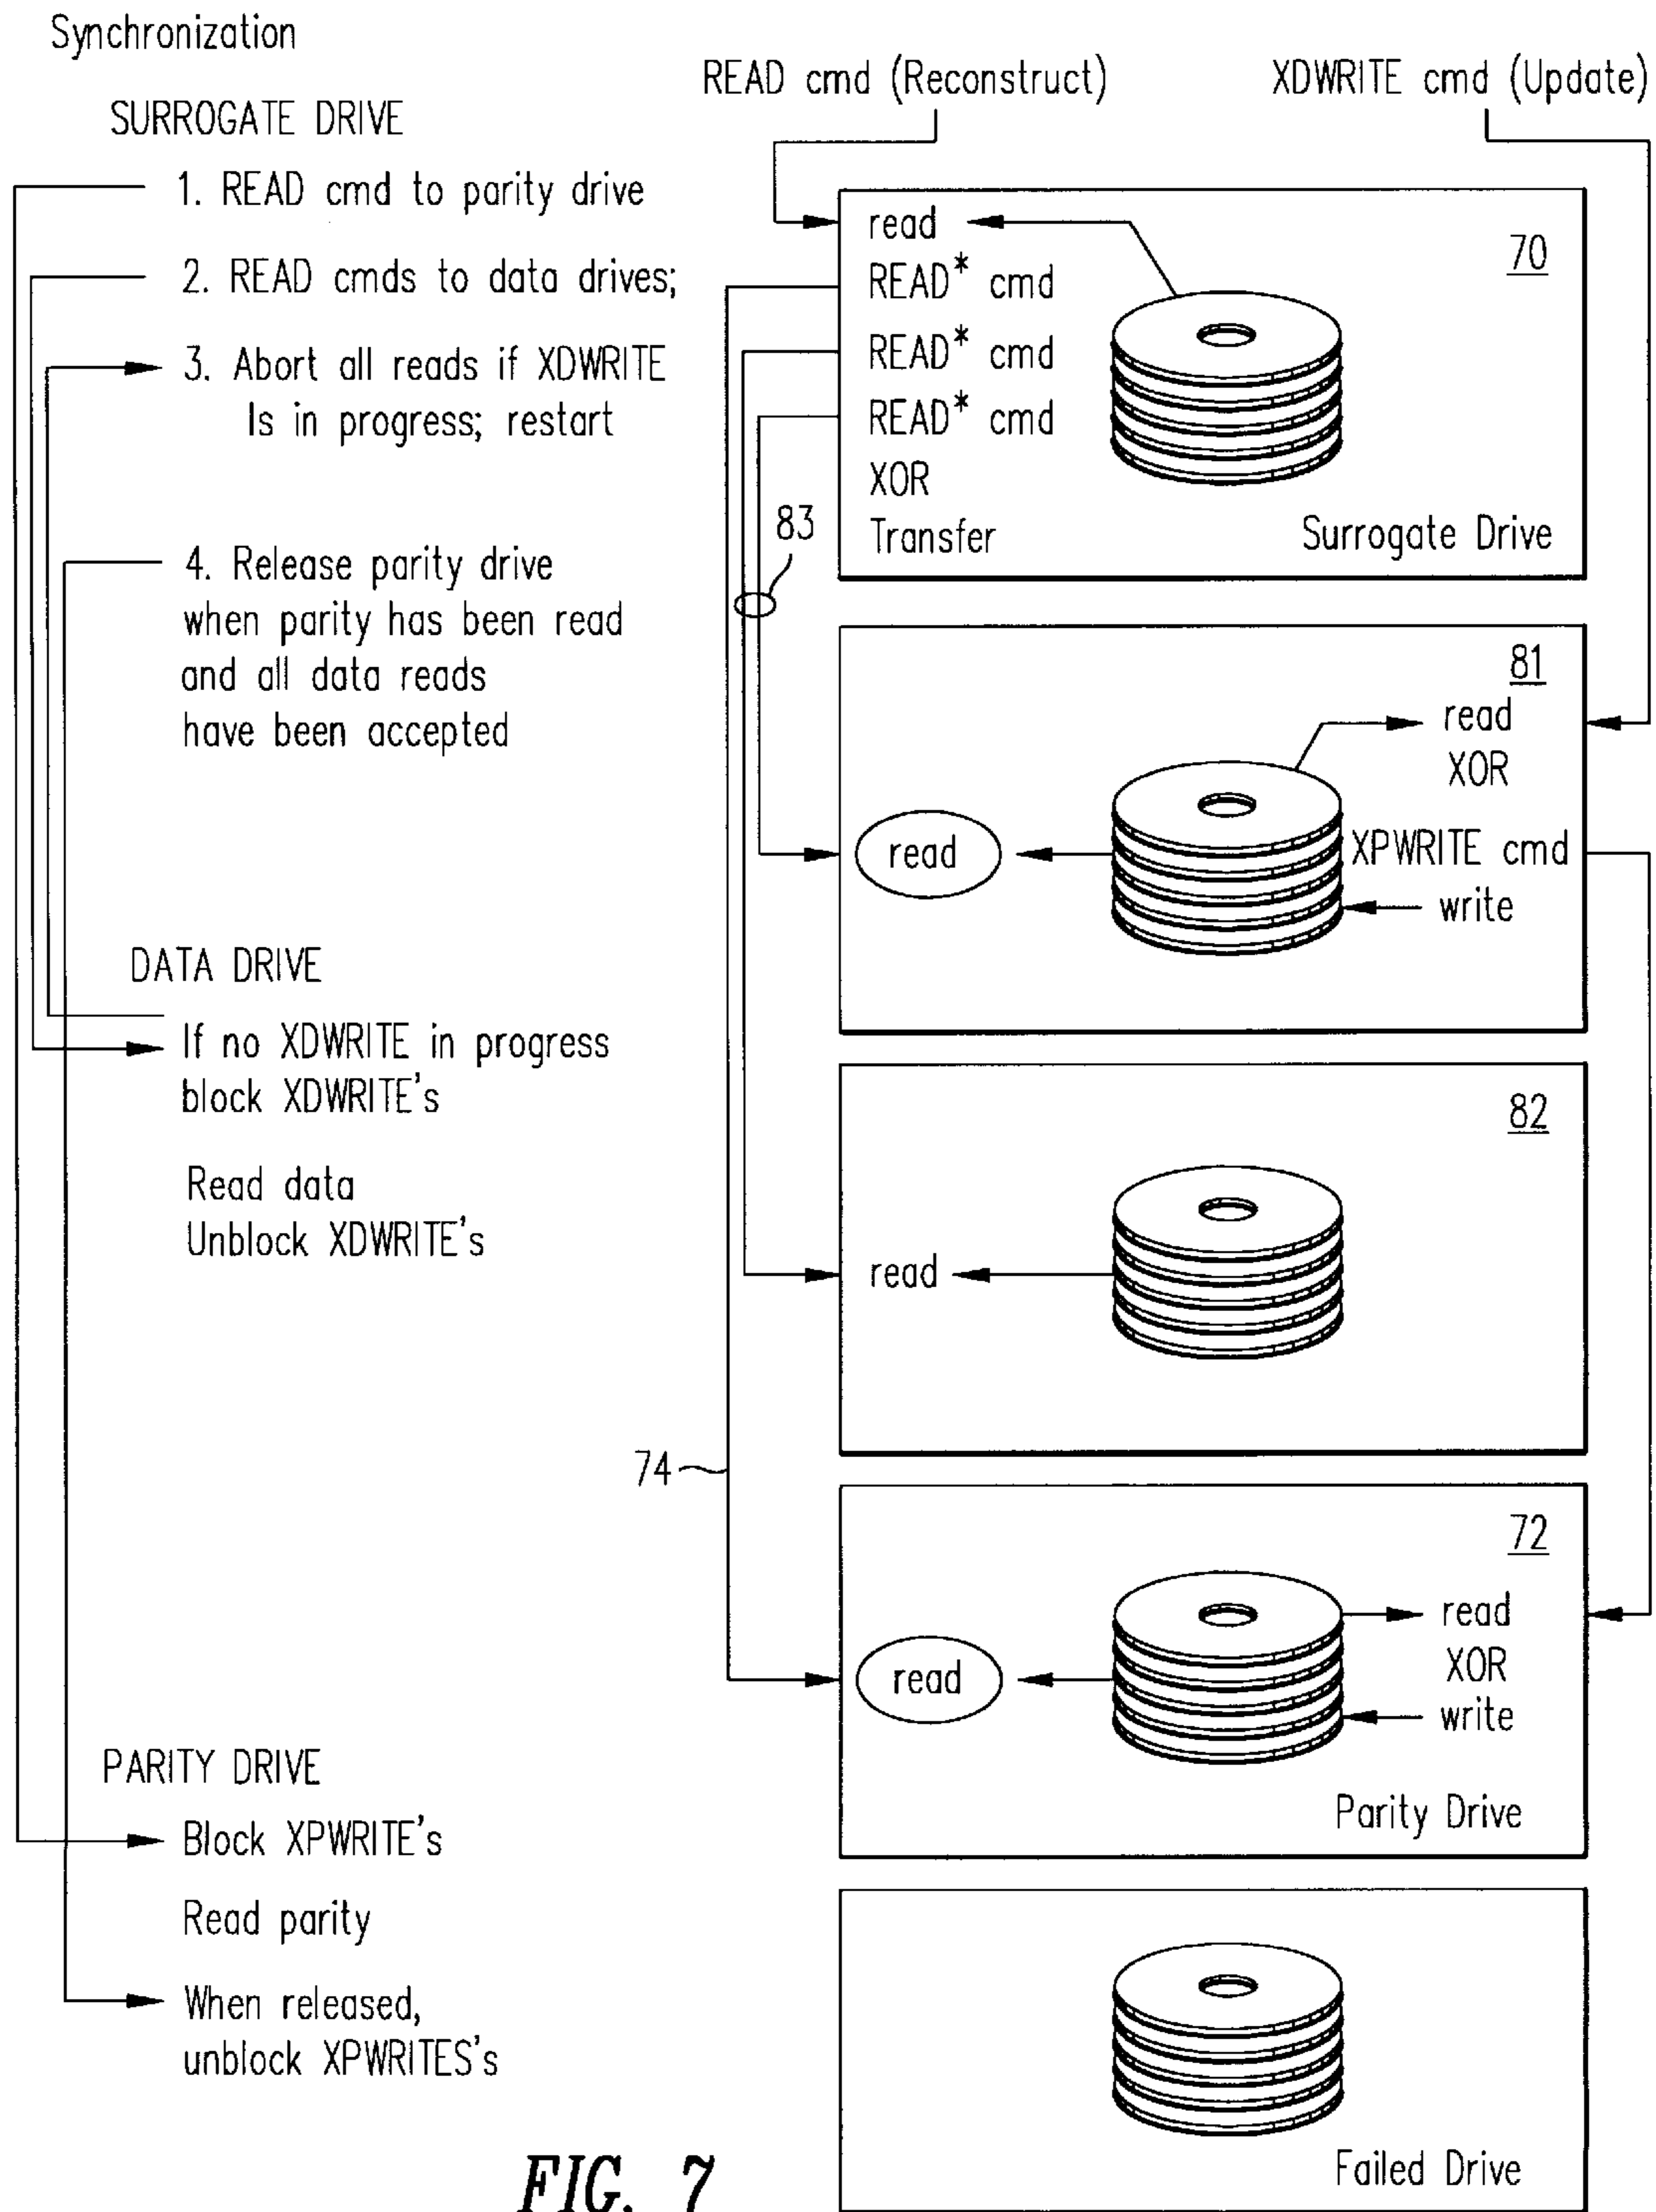 Synchronization
SURROGATE DRIVE
1. READ cmd to parity drive
2. READ cmds to data drives;
3. Abort all reads if XDWRITE
Is in progress; restart
4. Release parity drive
when parity has been read
and all data reads
have been accepted
DATA DRIVE
If no XDWRITE in progress
block XDWRITE's
Read data
Unblock XDWRITE's
PARITY DRIVE
Block XPWRITE's
Read parity
When released,
unblock XPWRITES's
READ cmd (Reconstruct)
XDWRITE cmd (Update)
read
70
READ* cmd
READ* cmd
READ* cmd
XOR
Transfer
Surrogate Drive
83
81
read
XOR
read
XPWRITE cmd
write
82
read
74
72
read
XOR
read
write
Parity Drive
Failed Drive
FIG. 7